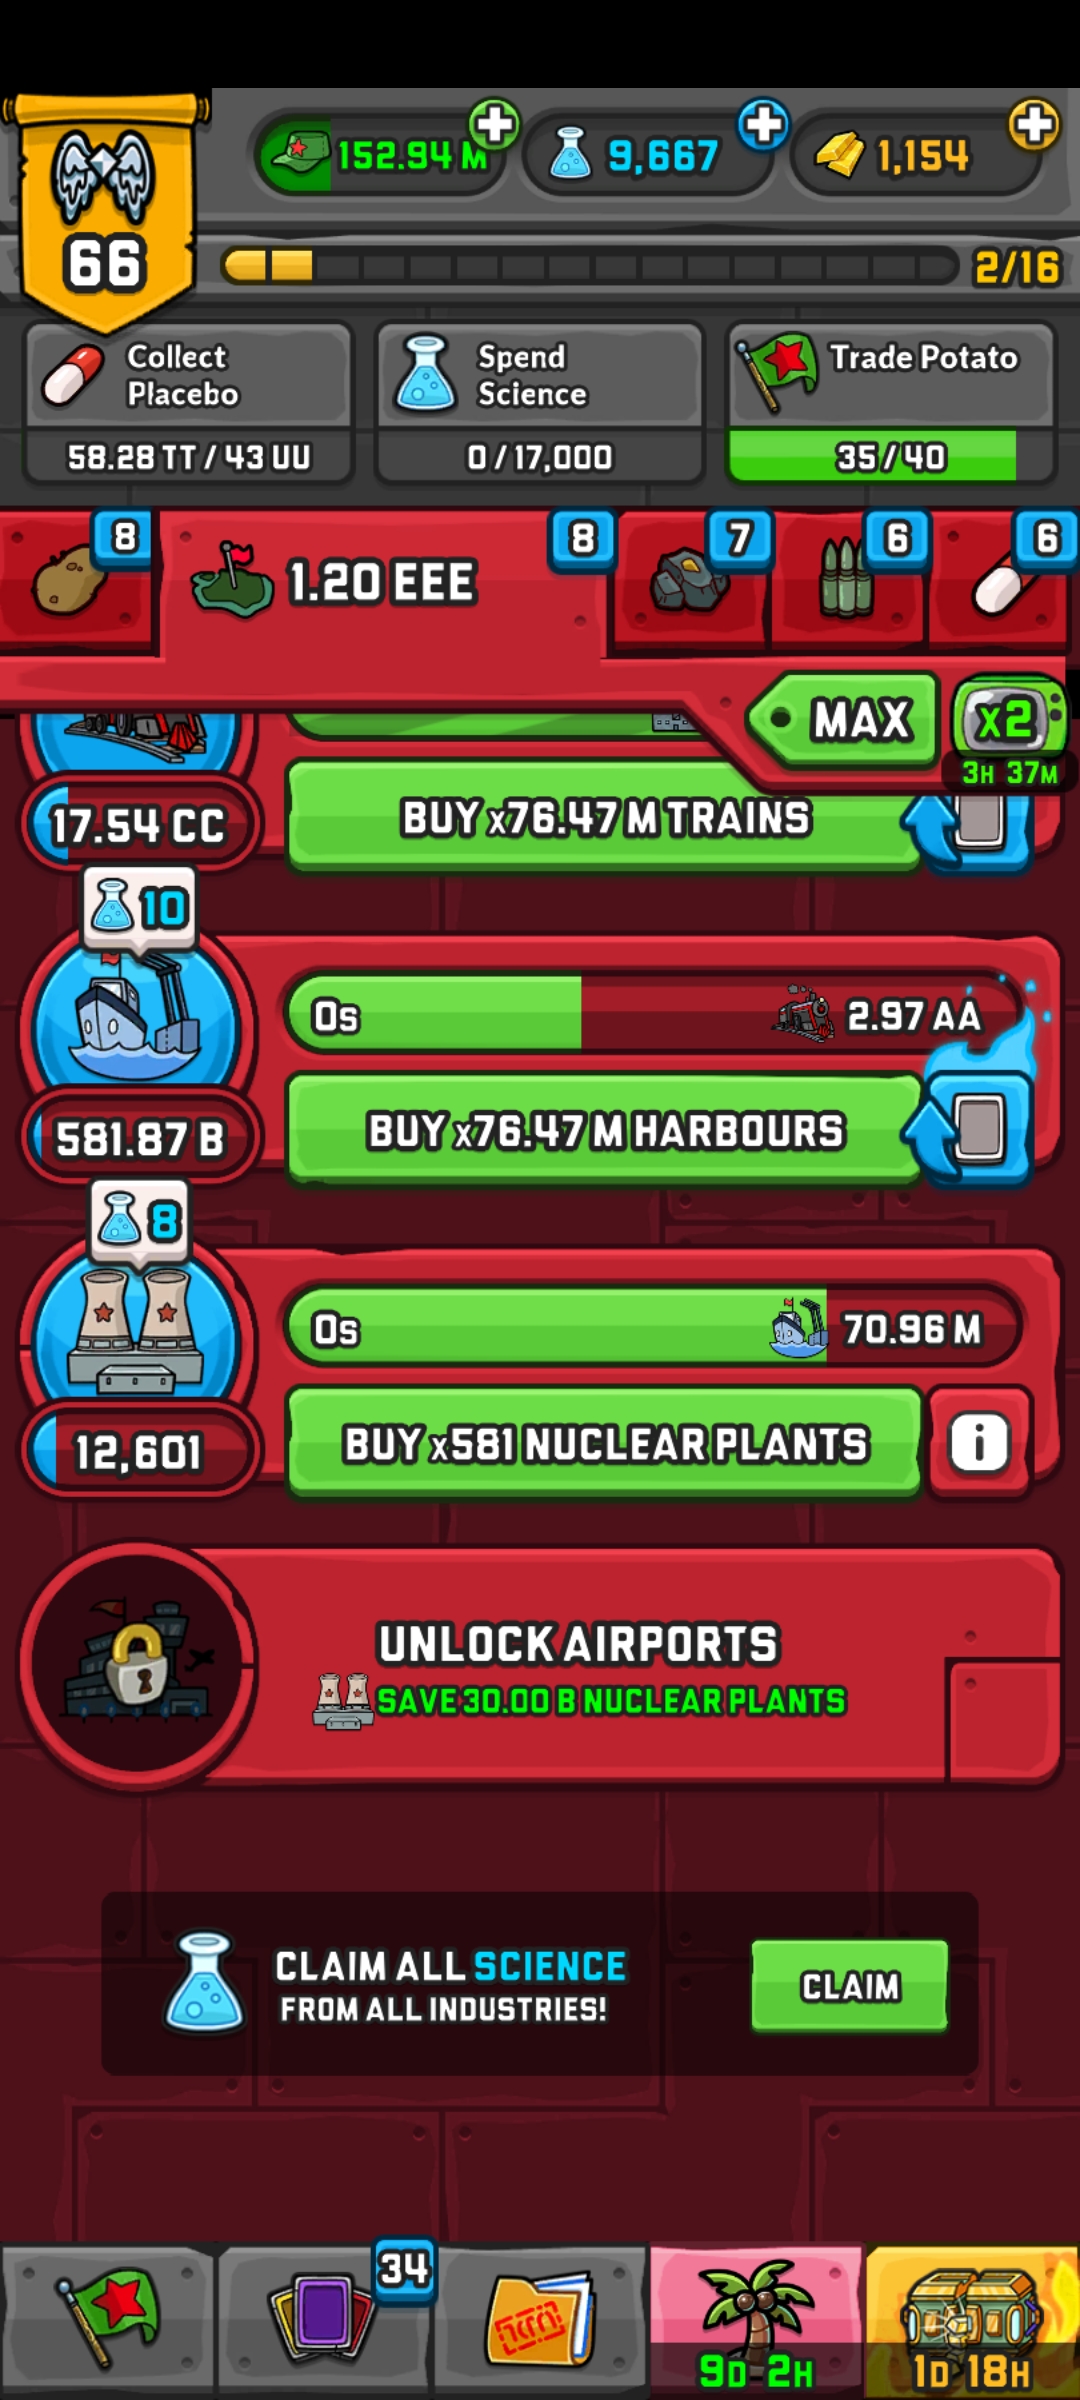 152.94 M
9,667
1,154
66
2/16
Collect
Placebo
Spend
Science
Trade Potato
58.28 TT / 43 UU
0 / 17,000
35 / 40
8
1.20 EEE
8
7
6
6
MAX
x2
3H 37M
17.54 CC
BUY x76.47 M TRAINS
10
0s
2.97 AA
581.87 B
BUY x76.47 M HARBOURS
8
0s
70.96 M
12,601
BUY x581 NUCLEAR PLANTS
i
UNLOCK AIRPORTS
SAVE 30.00 B NUCLEAR PLANTS
CLAIM ALL SCIENCE
FROM ALL INDUSTRIES!
CLAIM
34
9D 2H
1D 18H